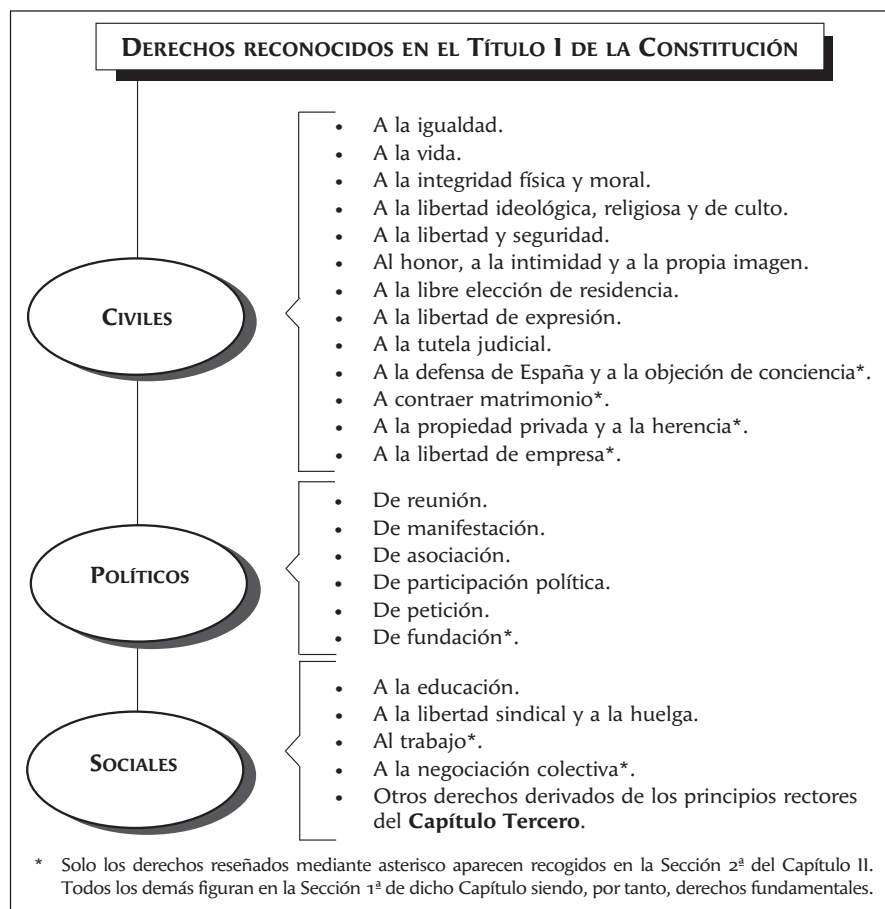 DERECHOS RECONOCIDOS EN EL TÍTULO I DE LA CONSTITUCIÓN
CIVILES
• A la igualdad.
• A la vida.
• A la integridad física y moral.
• A la libertad ideológica, religiosa y de culto.
• A la libertad y seguridad.
• Al honor, a la intimidad y a la propia imagen.
• A la libre elección de residencia.
• A la libertad de expresión.
• A la tutela judicial.
• A la defensa de España y a la objeción de conciencia*.
• A contraer matrimonio*.
• A la propiedad privada y a la herencia*.
• A la libertad de empresa*.
POLÍTICOS
• De reunión.
• De manifestación.
• De asociación.
• De participación política.
• De petición.
• De fundación*.
SOCIALES
• A la educación.
• A la libertad sindical y a la huelga.
• Al trabajo*.
• A la negociación colectiva*.
• Otros derechos derivados de los principios rectores
del Capítulo Tercero.
* Solo los derechos reseñados mediante asterisco aparecen recogidos en la Sección 2ª del Capítulo II.
Todos los demás figuran en la Sección 1ª de dicho Capítulo siendo, por tanto, derechos fundamentales.